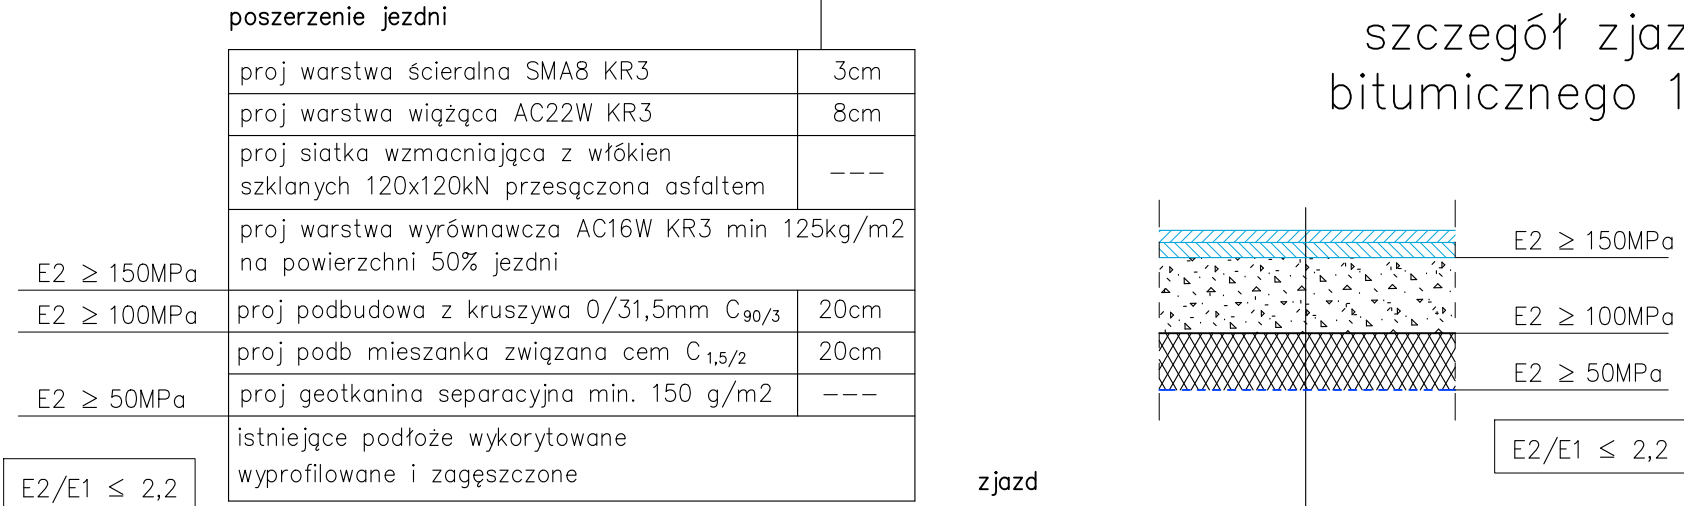 poszerzenie jezdni
proj warstwa ścieralna SMA8 KR3 3cm
proj warstwa wiążąca AC22W KR3 8cm
proj siatka wzmacniająca z włókien
szklanych 120x120kN przesączona asfaltem ---
proj warstwa wyrównawcza AC16W KR3 min 125kg/m2
na powierzchni 50% jezdni
E2 ≥ 150MPa
proj podbudowa z kruszywa 0/31,5mm C90/3 20cm
E2 ≥ 100MPa
proj podb mieszanka związana cem C1,5/2 20cm
proj geotkanina separacyjna min. 150 g/m2 ---
E2 ≥ 50MPa
istniejące podłoże wykorytowane
wyprofilowane i zagęszczone
E2/E1 ≤ 2,2
szczegół zjaz
bitumicznego 1
E2 ≥ 150MPa
E2 ≥ 100MPa
E2 ≥ 50MPa
E2/E1 ≤ 2,2
zjazd